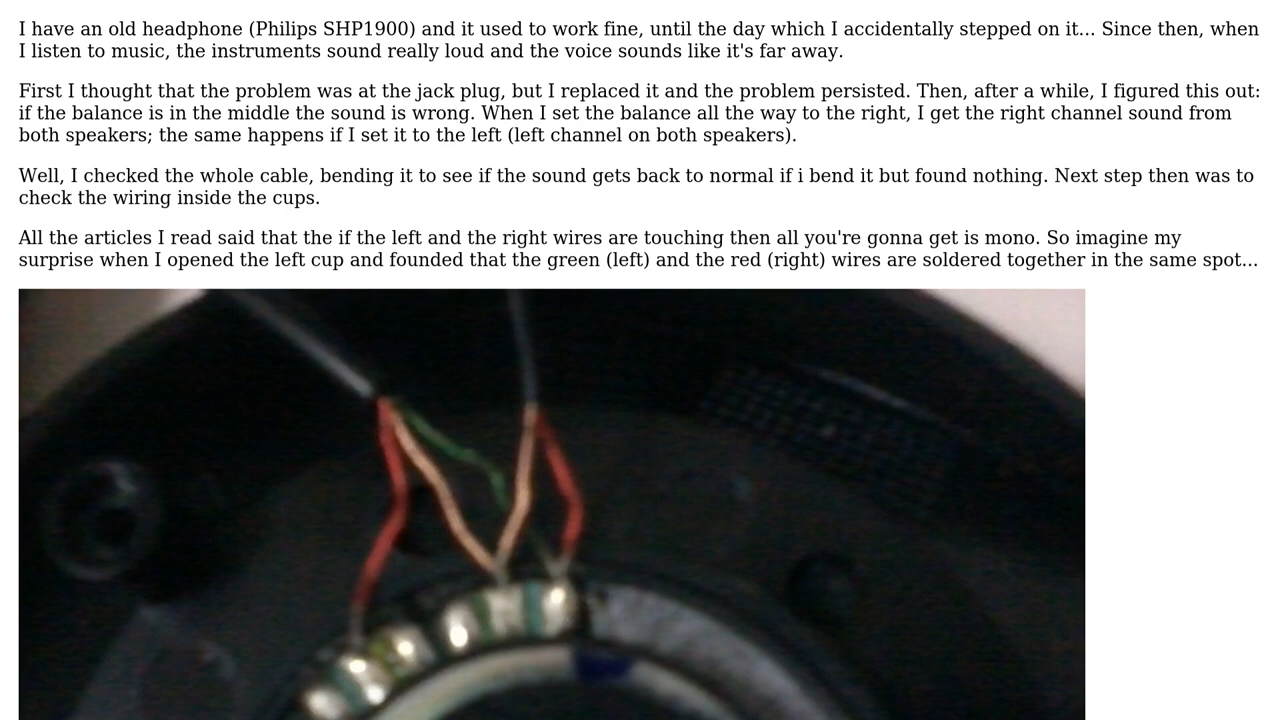 I have an old headphone (Philips SHP1900) and it used to work fine, until the day which I accidentally stepped on it... Since then, when
I listen to music, the instruments sound really loud and the voice sounds like it's far away.
First I thought that the problem was at the jack plug, but I replaced it and the problem persisted. Then, after a while, I figured this out:
if the balance is in the middle the sound is wrong. When I set the balance all the way to the right, I get the right channel sound from
both speakers; the same happens if I set it to the left (left channel on both speakers).
Well, I checked the whole cable, bending it to see if the sound gets back to normal if i bend it but found nothing. Next step then was to
check the wiring inside the cups.
All the articles I read said that the if the left and the right wires are touching then all you're gonna get is mono. So imagine my
surprise when I opened the left cup and founded that the green (left) and the red (right) wires are soldered together in the same spot...